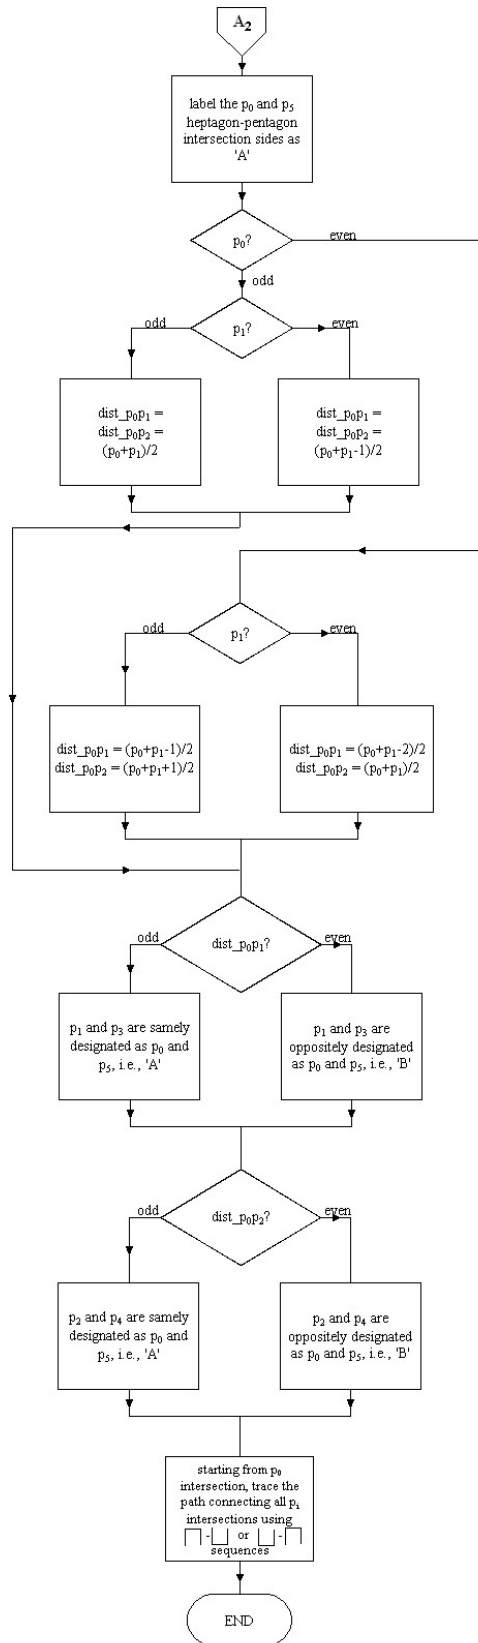 A2
label the p0 and p5
heptagon-pentagon
intersection sides as
'A'
p0?
even
odd
p1?
odd
even
dist_p0p1 =
dist_p0p2 =
(p0+p1)/2
dist_p0p1 =
dist_p0p2 =
(p0+p1-1)/2
p1?
odd
even
dist_p0p1 = (p0+p1-1)/2
dist_p0p2 = (p0+p1+1)/2
dist_p0p1 = (p0+p1-2)/2
dist_p0p2 = (p0+p1)/2
dist_p0p1?
odd
even
p1 and p3 are samely
designated as p0 and
p5, i.e., 'A'
p1 and p3 are
oppositely designated
as p0 and p5, i.e., 'B'
dist_p0p2?
odd
even
p2 and p4 are samely
designated as p0 and
p5, i.e., 'A'
p2 and p4 are
oppositely designated
as p0 and p5, i.e., 'B'
starting from p0
intersection, trace the
path connecting all pi
intersections using
- or -
sequences
END